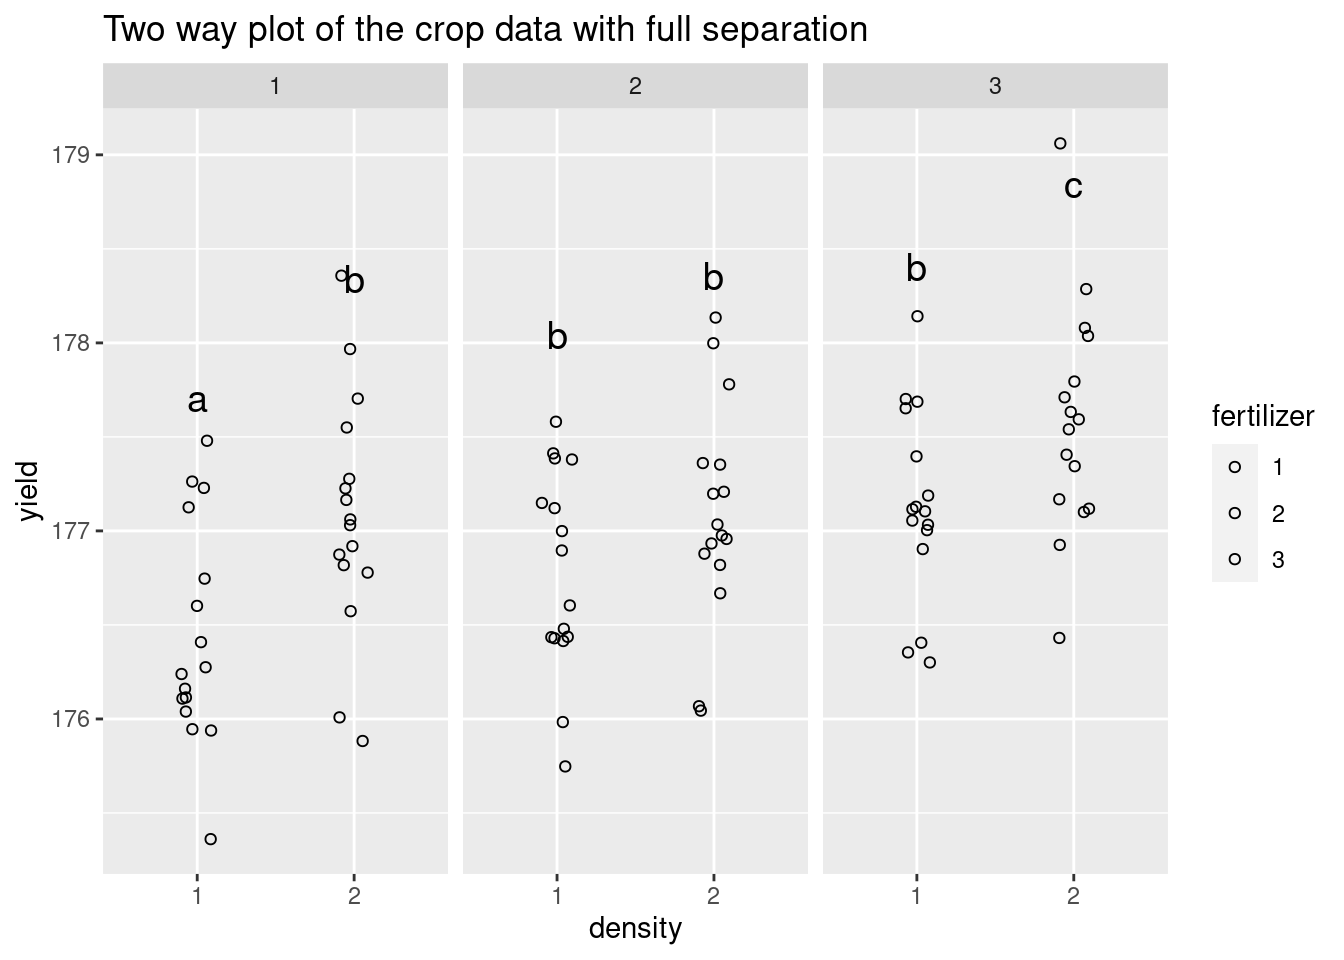 Two way plot of the crop data with full separation
1 2 3
179
178
177
176
yield
a
b
b
b
b
c
1 2 1 2 1 2
density
fertilizer
1
2
3